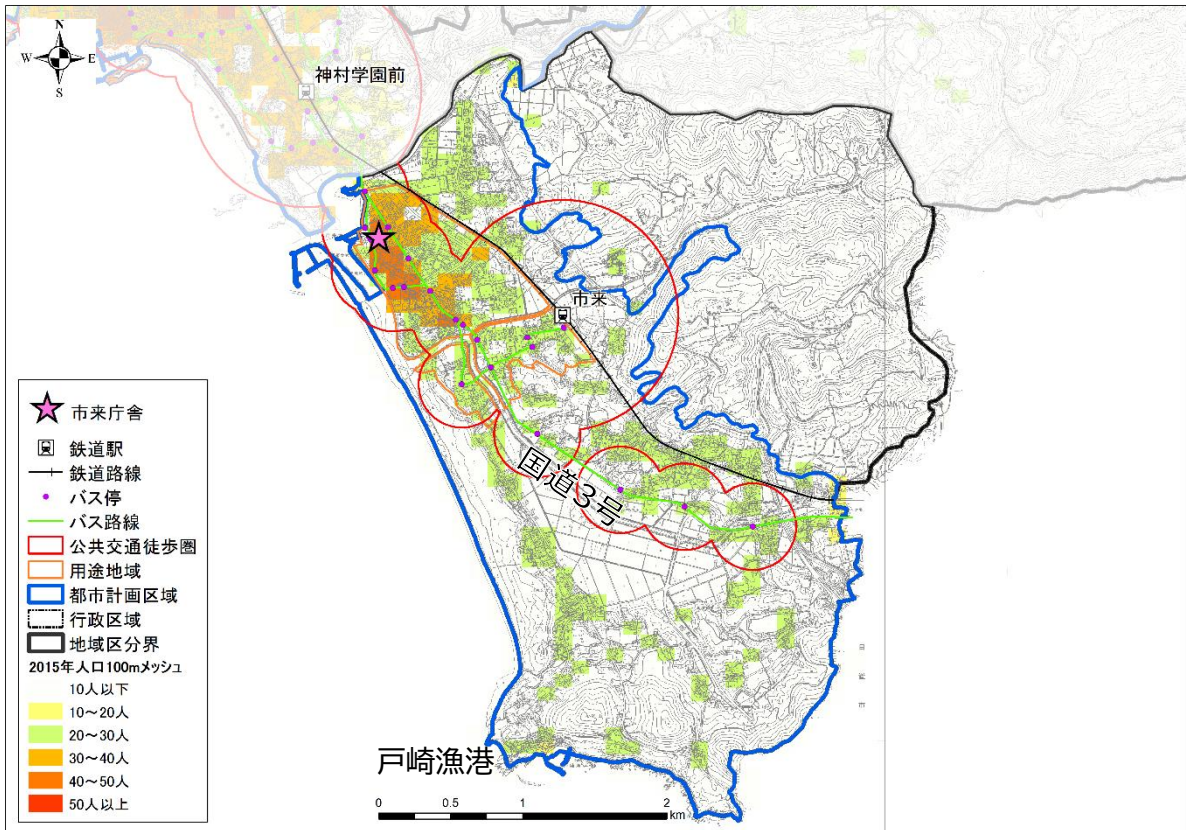 N
W E
S
神村学園前
市来
国道3号
戸崎漁港
市来庁舎
鉄道駅
鉄道路線
バス停
バス路線
公共交通徒歩圏
用途地域
都市計画区域
行政区域
地域区分界
2015年人口100mメッシュ
10人以下
10~20人
20~30人
30~40人
40~50人
50人以上
0 0.5 1 2
km